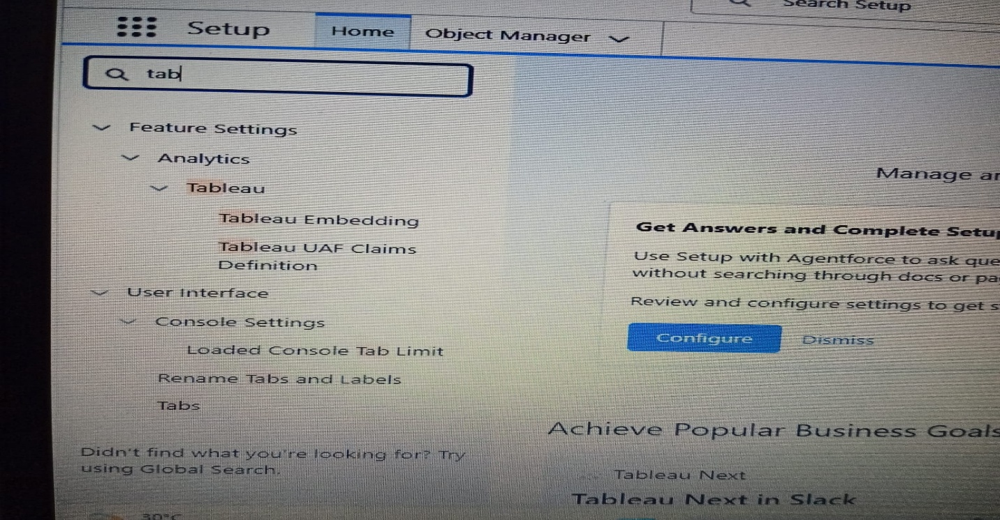 Search Setup
Setup
Home
Object Manager
tab
Feature Settings
Analytics
Tableau
Tableau Embedding
Tableau UAF Claims
Definition
User Interface
Console Settings
Loaded Console Tab Limit
Rename Tabs and Labels
Tabs
Didn't find what you're looking for? Try
using Global Search.
30°C
Manage
Get Answers and Complete Setup
Use Setup with Agentforce to ask
without searching through docs or
Review and configure settings to get
Configure
Dismiss
Achieve Popular Business Goals
Tableau Next
Tableau Next in Slack